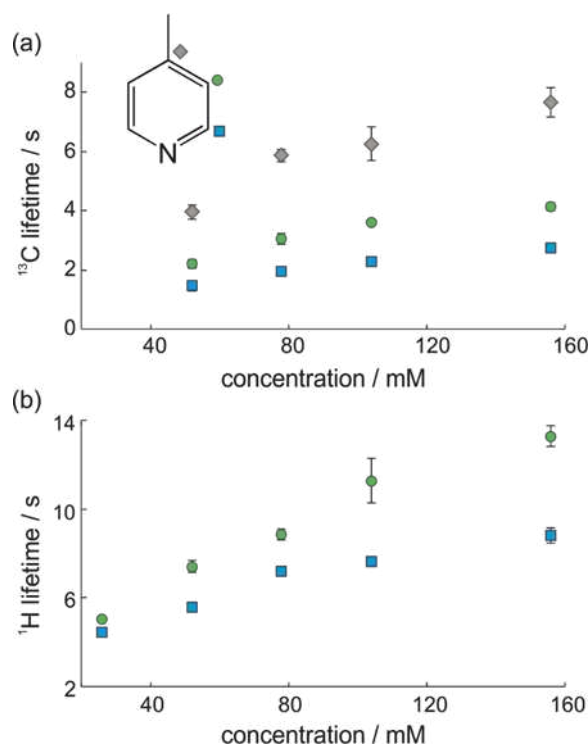 (a)
8
6
4
2
0
¹³C lifetime / s
N
40 80 120 160
concentration / mM
(b)
14
10
6
2
¹H lifetime / s
40 80 120 160
concentration / mM